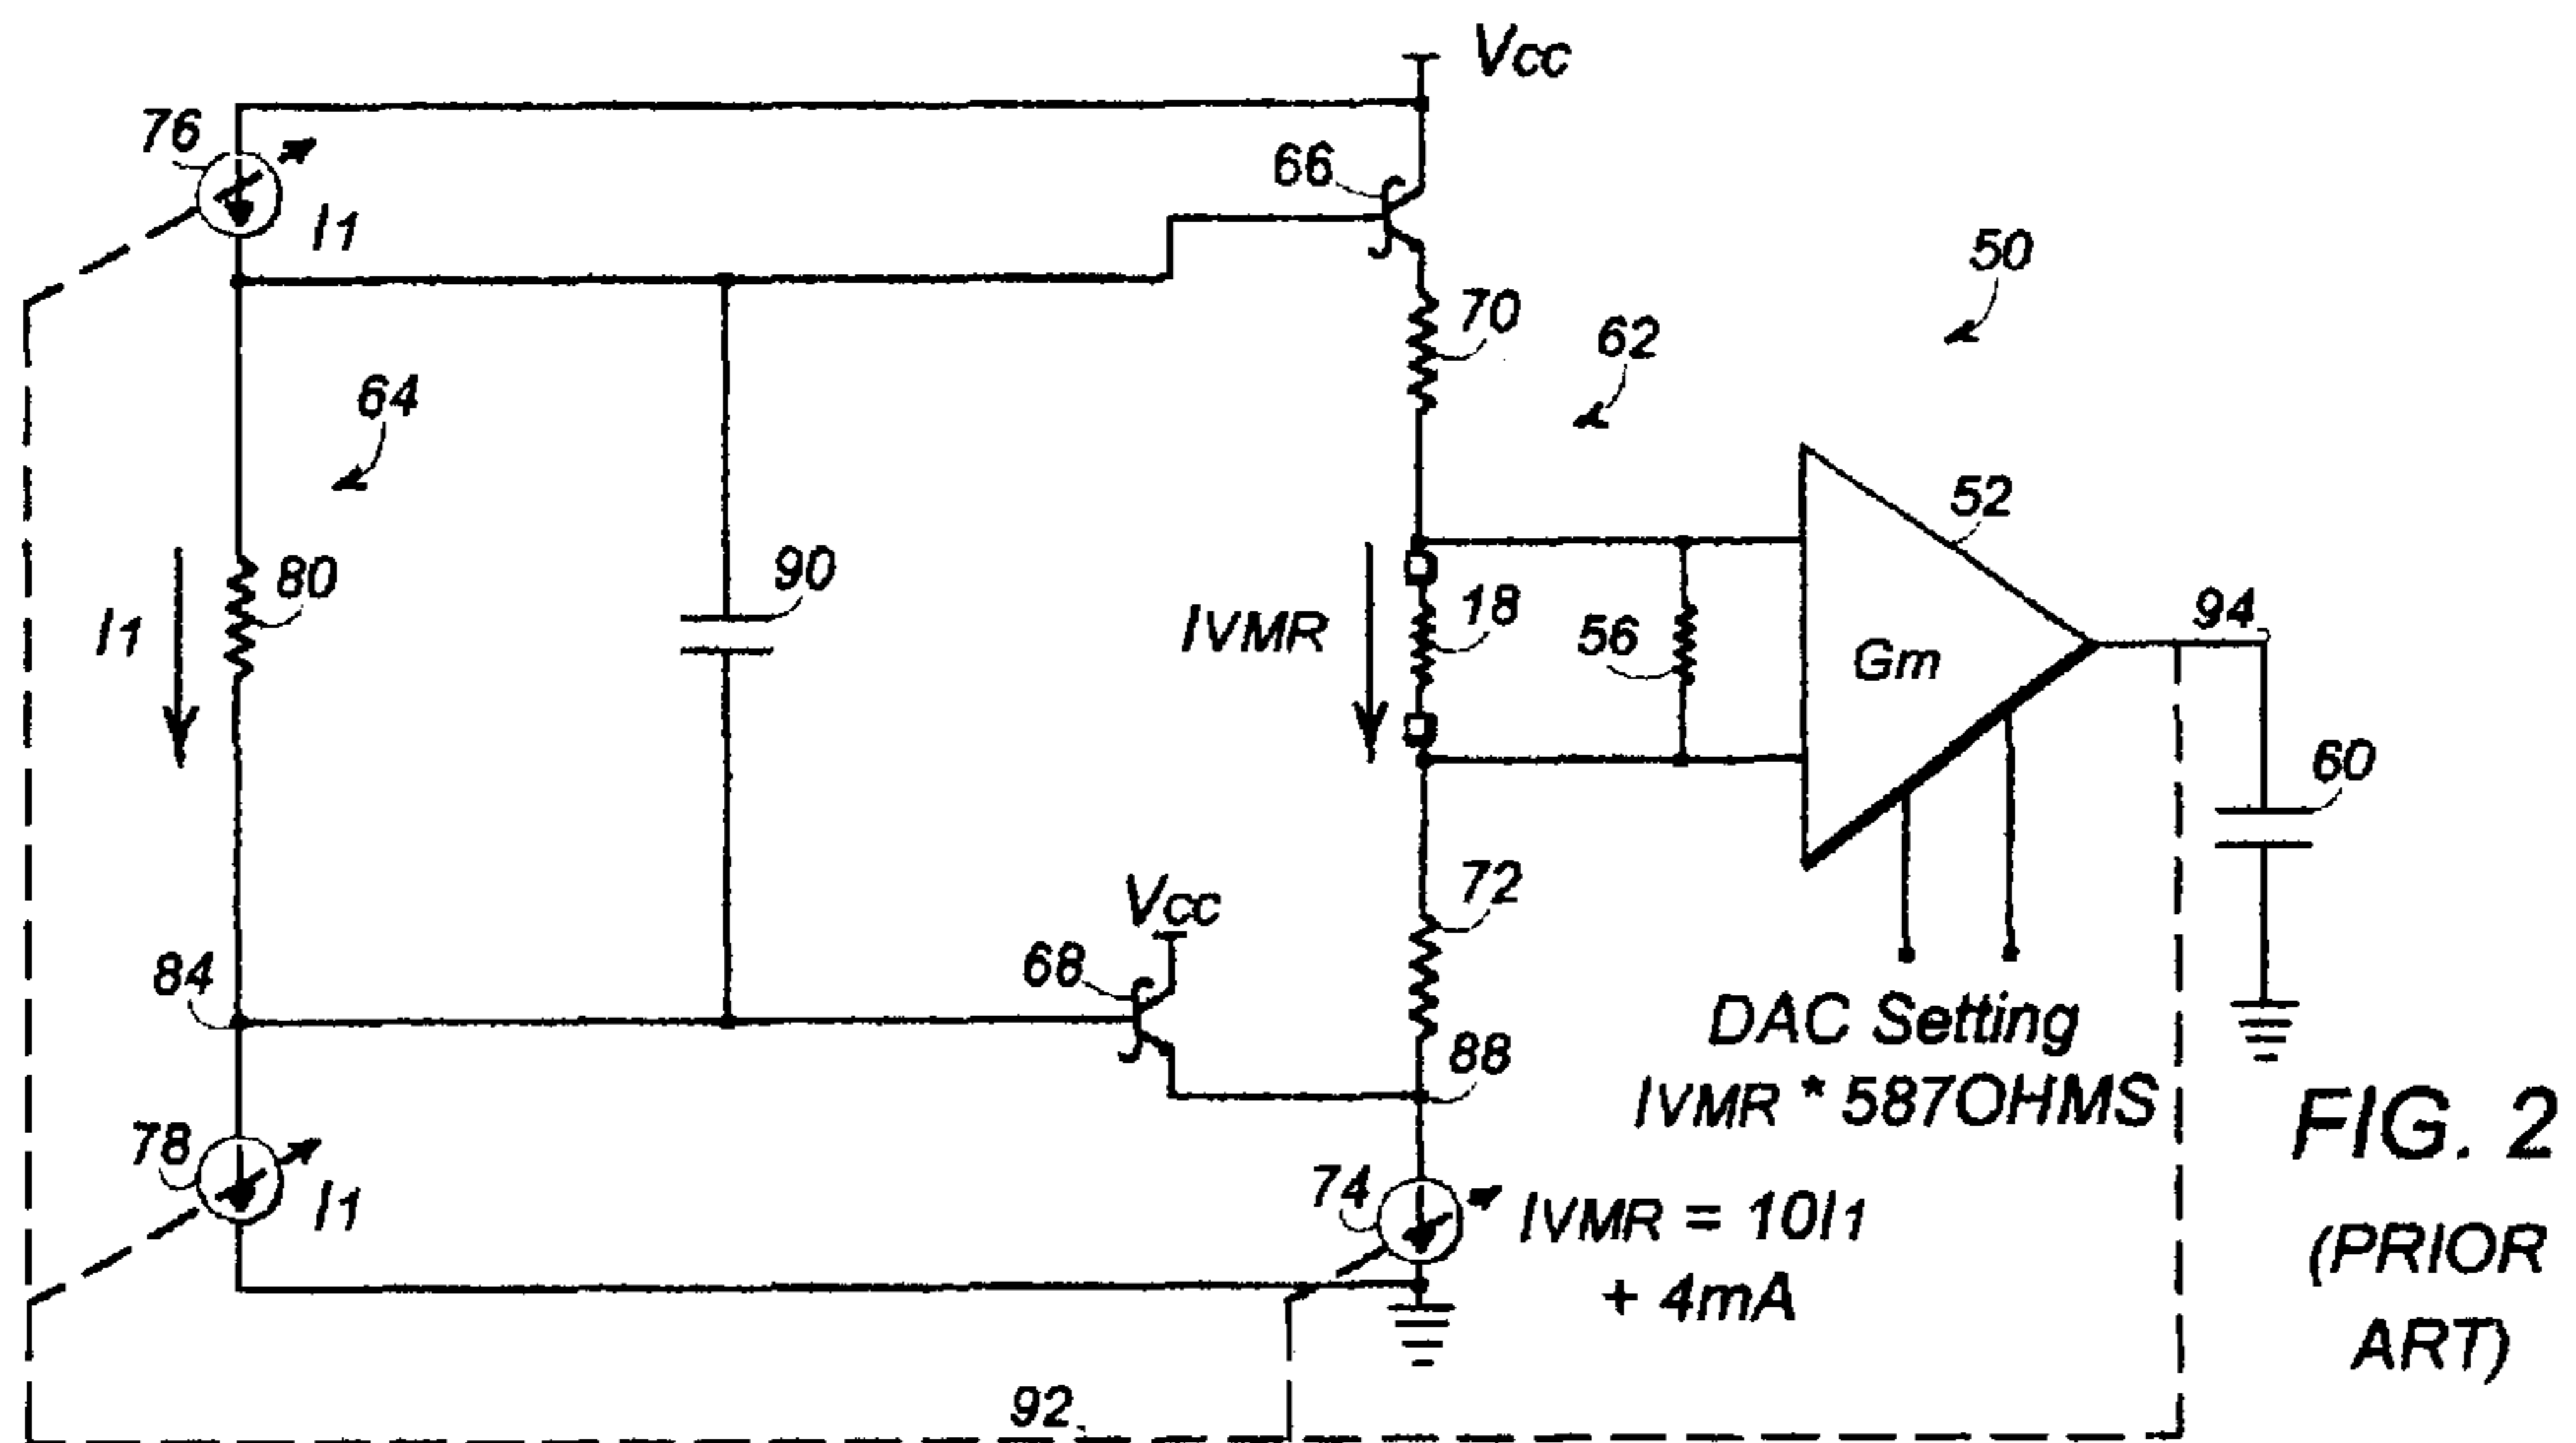 Vcc
76
I1
66
50
70
62
64
52
80
I1
90
IVMR
18
56
Gm
94
60
72
Vcc
84
68
88
DAC Setting
IVMR * 587OHMS
78
I1
74
IVMR = 10I1
+ 4mA
92
FIG. 2
(PRIOR
ART)